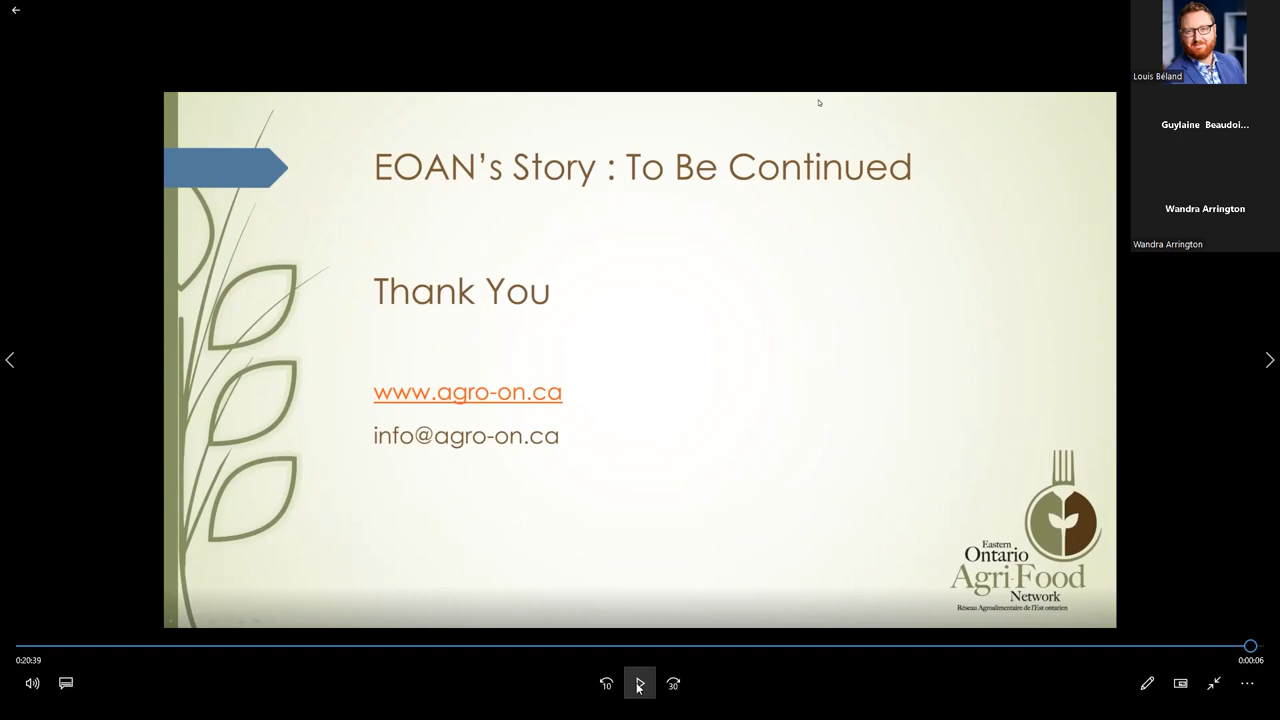 Louis Béland
Guylaine Beaudoi...
Wandra Arrington
Wandra Arrington
EOAN's Story : To Be Continued
Thank You
www.agro-on.ca
info@agro-on.ca
Eastern
Ontario
Agri-Food
Network
Réseau Agroalimentaire de l'Est ontarien
0:20:39
0:00:06
10
30